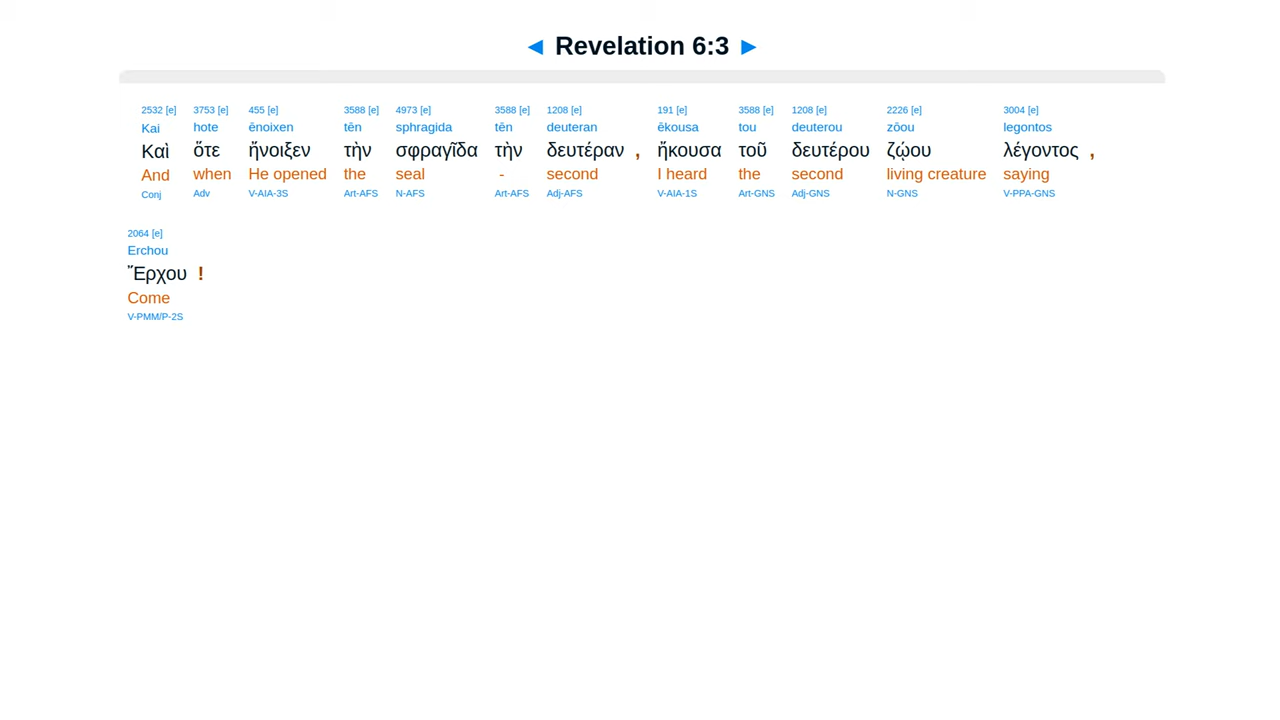 ◄ Revelation 6:3 ►
2532 [e] 3753 [e] 455 [e] 3588 [e] 4973 [e] 3588 [e] 1208 [e] 191 [e] 3588 [e] 1208 [e] 2226 [e] 3004 [e]
Kai hote ēnoixen tēn sphragida tēn deuteran ēkousa tou deuterou zōou legontos
Καὶ ὅτε ἤνοιξεν τὴν σφραγῖδα τὴν δευτέραν , ἤκουσα τοῦ δευτέρου ζῴου λέγοντος ,
And when He opened the seal - second I heard the second living creature saying
Conj Adv V-AIA-3S Art-AFS N-AFS Art-AFS Adj-AFS V-AIA-1S Art-GNS Adj-GNS N-GNS V-PPA-GNS
2064 [e]
Erchou
Ἔρχου !
Come
V-PMM/P-2S